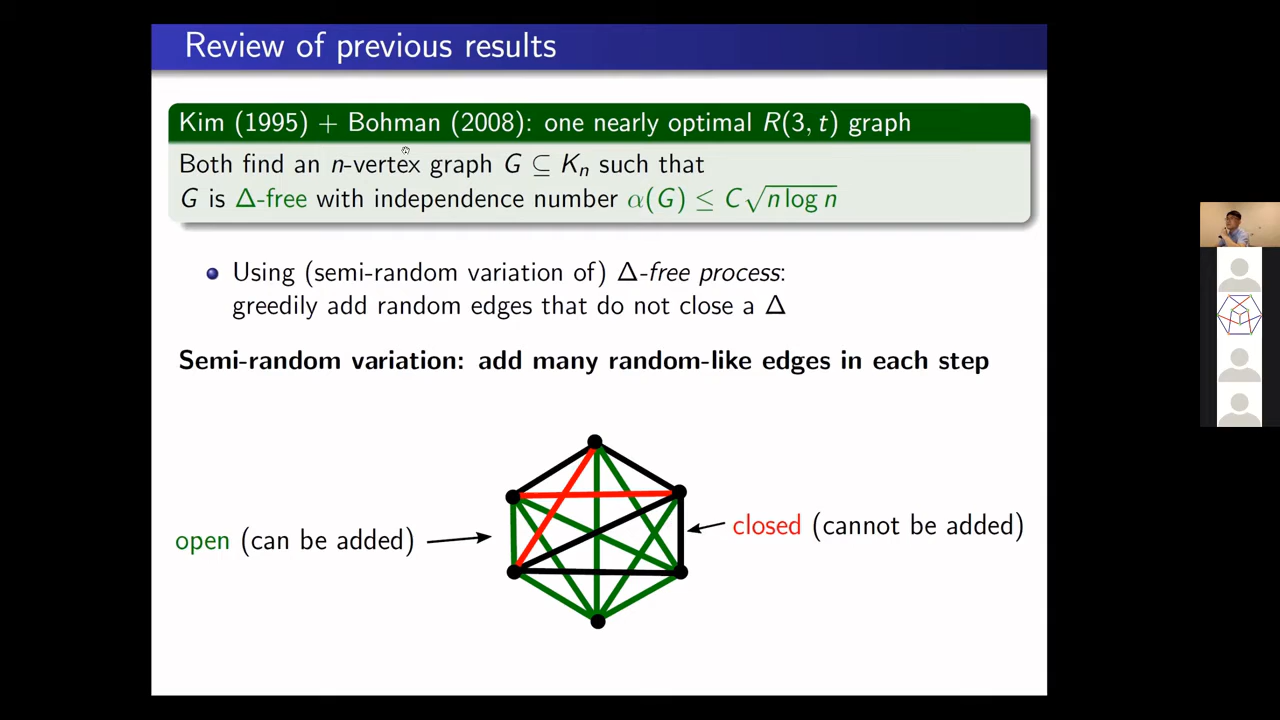 Review of previous results
Kim (1995) + Bohman (2008): one nearly optimal R(3, t) graph
Both find an n-vertex graph G ⊆ Kₙ such that
G is Δ-free with independence number α(G) ≤ C√(n log n)
Using (semi-random variation of) Δ-free process:
greedily add random edges that do not close a Δ
Semi-random variation: add many random-like edges in each step
open (can be added)
closed (cannot be added)